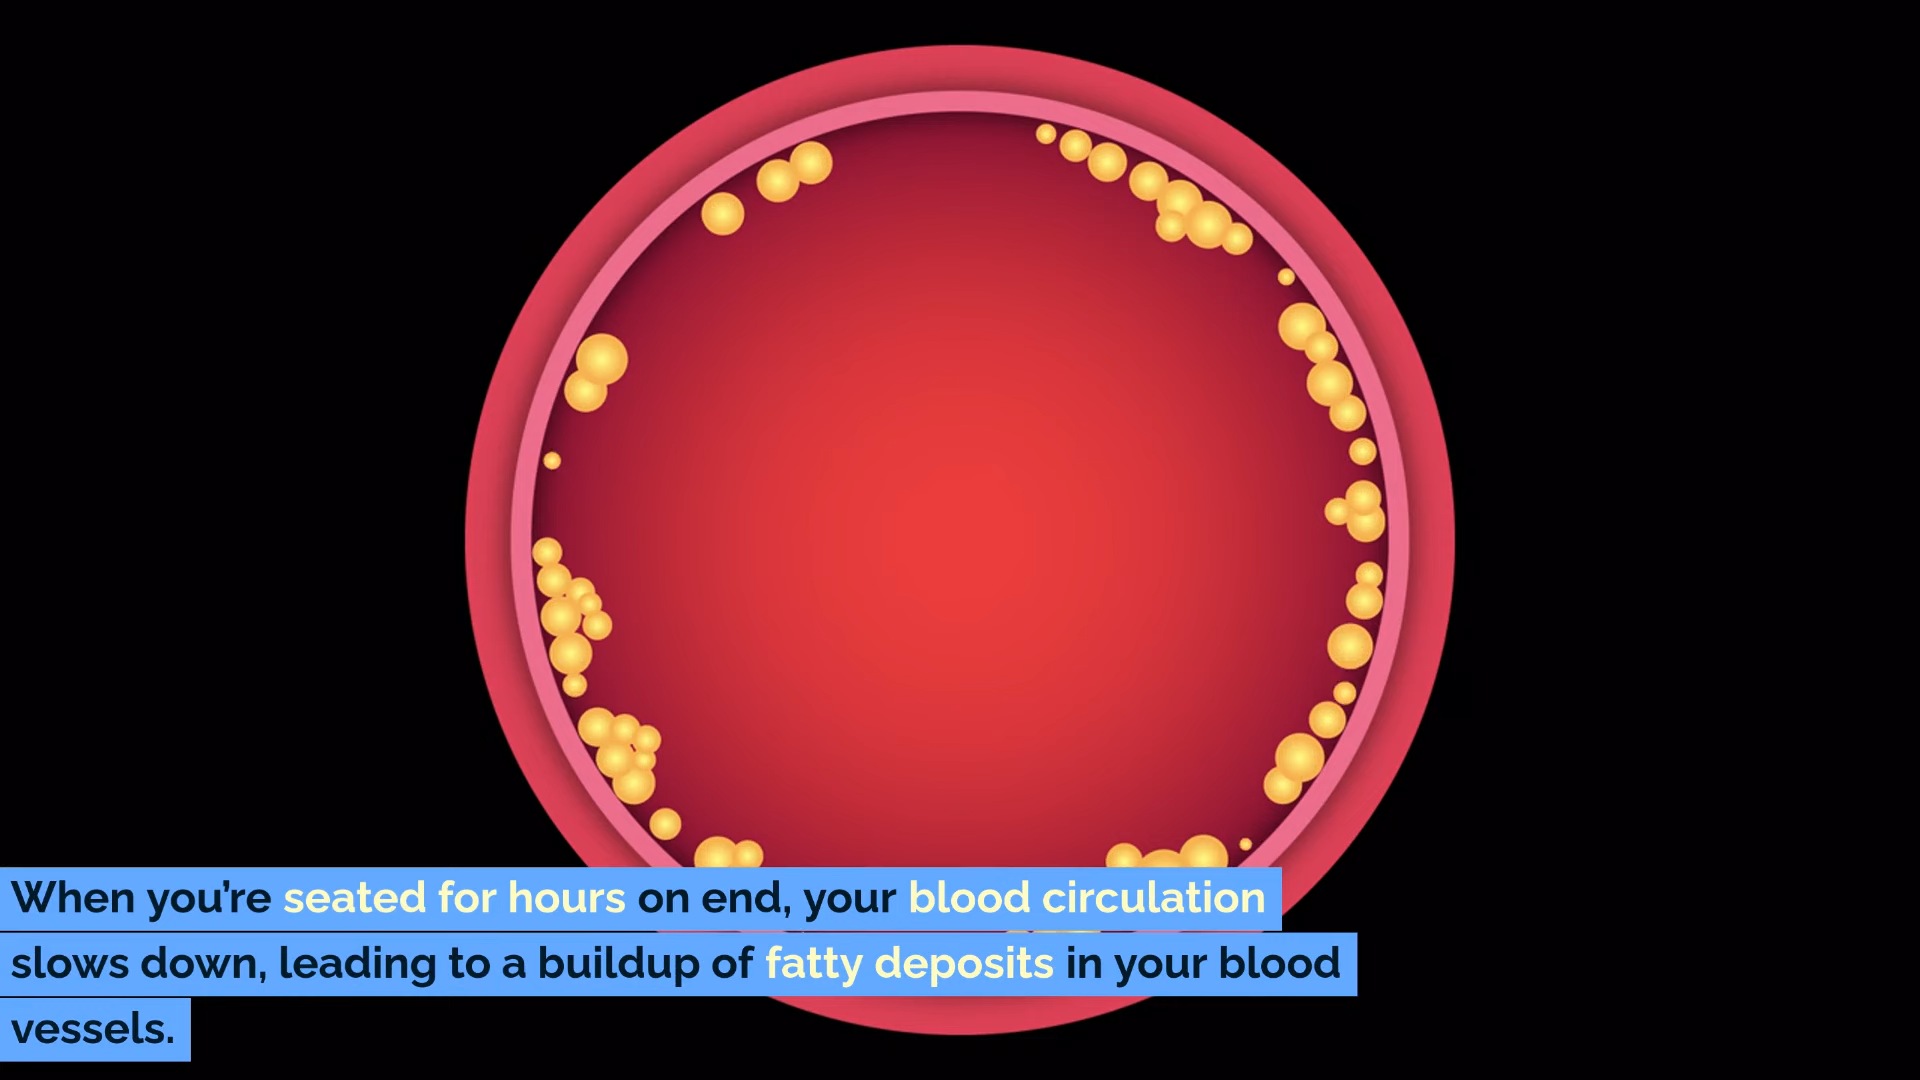 When you’re seated for hours on end, your blood circulation
slows down, leading to a buildup of fatty deposits in your blood
vessels.